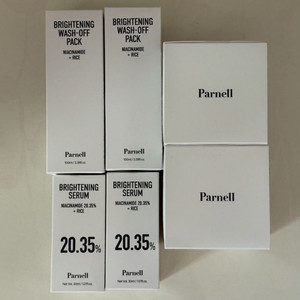 BRIGHTENING
WASH-OFF
PACK
NIACINAMIDE
+ RICE
Parnell
BRIGHTENING
WASH-OFF
PACK
NIACINAMIDE
+ RICE
Parnell
Parnell
Parnell
BRIGHTENING
SERUM
NIACINAMIDE 20.35%
+ RICE
20.35%
Parnell
BRIGHTENING
SERUM
NIACINAMIDE 20.35%
+ RICE
20.35%
Parnell